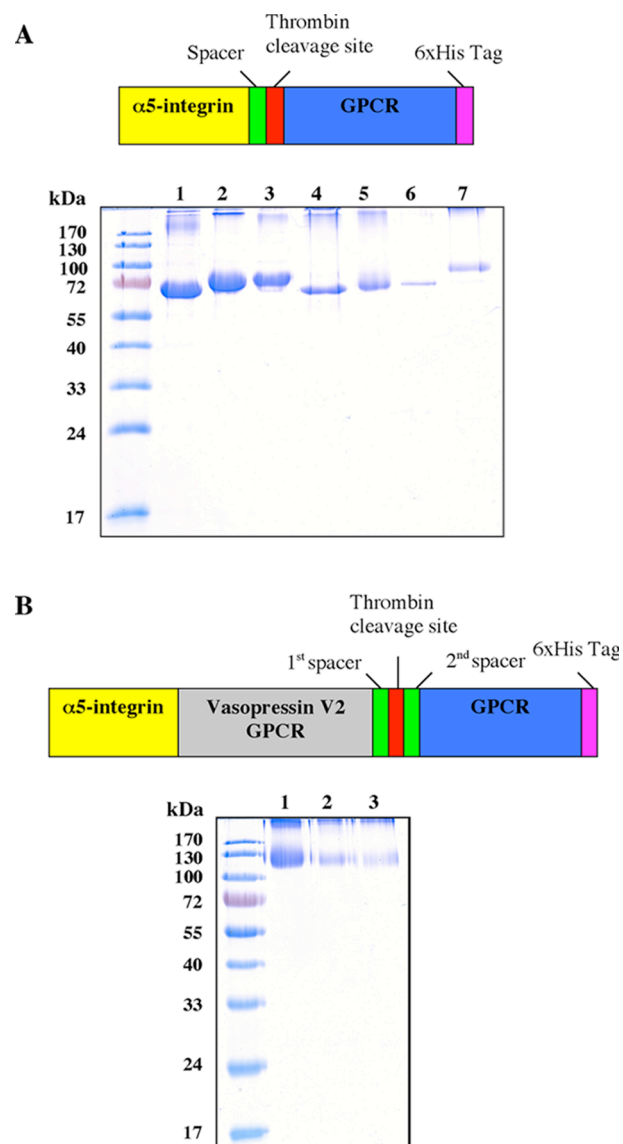 A
Thrombin
cleavage site
Spacer
6xHis Tag
α5-integrin
GPCR
kDa
1 2 3 4 5 6 7
170
130
100
72
55
40
33
24
17
B
Thrombin
cleavage site
1st spacer
2nd spacer
6xHis Tag
α5-integrin
Vasopressin V2
GPCR
GPCR
kDa
1 2 3
170
130
100
72
55
40
33
24
17